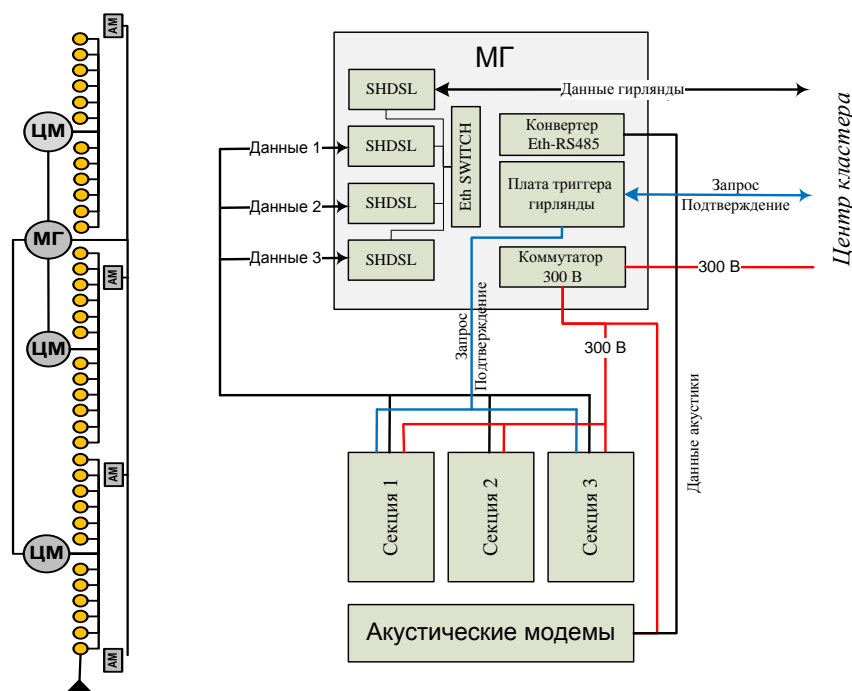 АМ
ЦМ
МГ
АМ
ЦМ
АМ
ЦМ
АМ
МГ
SHDSL
SHDSL
SHDSL
SHDSL
Eth SWITCH
Конвертер
Eth-RS485
Плата триггера
гирлянды
Коммутатор
300 В
Данные гирлянды
Данные 1
Данные 2
Данные 3
Запрос
Подтверждение
300 В
Центр кластера
Запрос
Подтверждение
300 В
Данные акустики
Секция 1
Секция 2
Секция 3
Акустические модемы